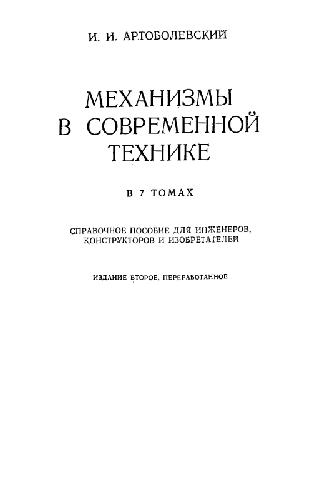 И. И. АРТОБОЛЕВСКИЙ
МЕХАНИЗМЫ
В СОВРЕМЕННОЙ
ТЕХНИКЕ
В 7 ТОМАХ
СПРАВОЧНОЕ ПОСОБИЕ ДЛЯ ИНЖЕНЕРОВ,
КОНСТРУКТОРОВ И ИЗОБРЕТАТЕЛЕЙ
ИЗДАНИЕ ВТОРОЕ, ПЕРЕРАБОТАННОЕ